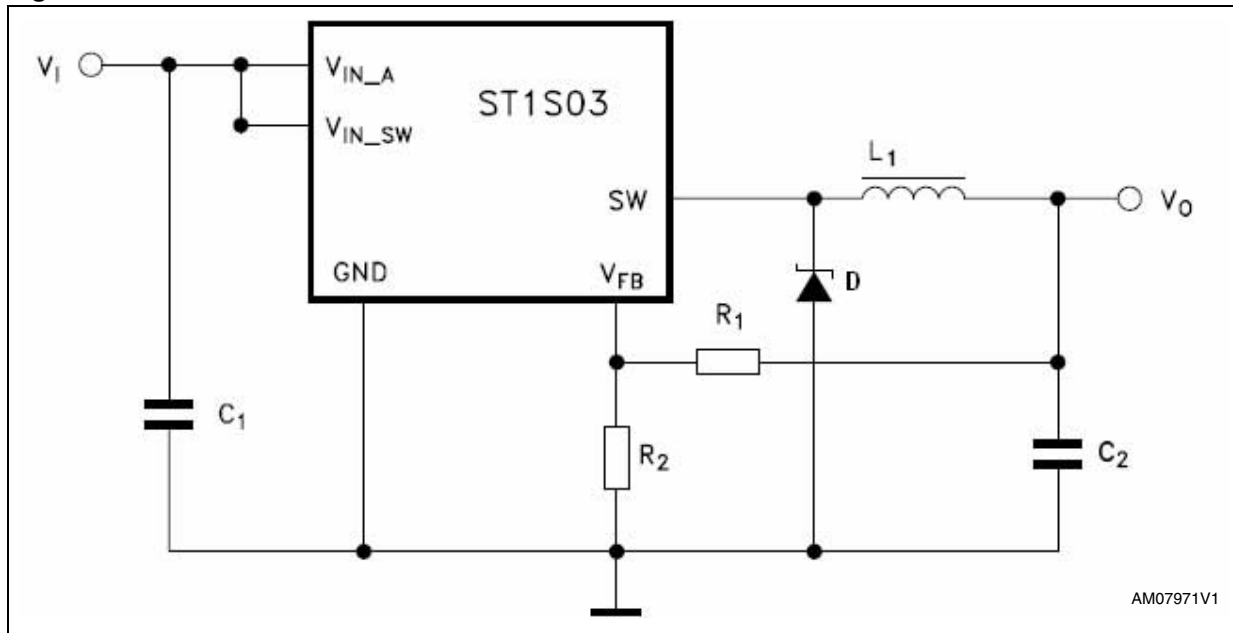 V_I
V_IN_A
V_IN_SW
ST1S03
SW
GND
V_FB
L_1
V_O
D
R_1
C_1
R_2
C_2
AM07971V1